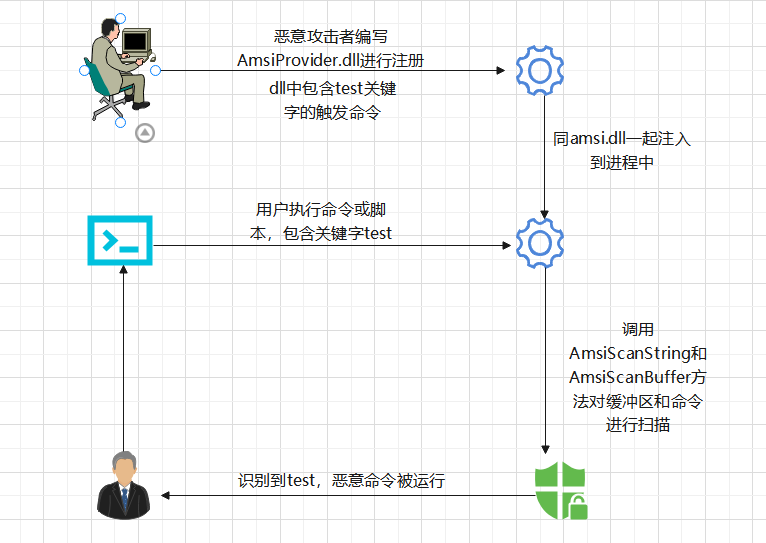 恶意攻击者编写
AmsiProvider.dll进行注册
dll中包含test关键
字的触发命令
同amsi.dll一起注入
到进程中
用户执行命令或脚
本，包含关键字test
调用
AmsiScanString和
AmsiScanBuffer方
法对缓冲区和命令
进行扫描
识别到test，恶意命令被运行